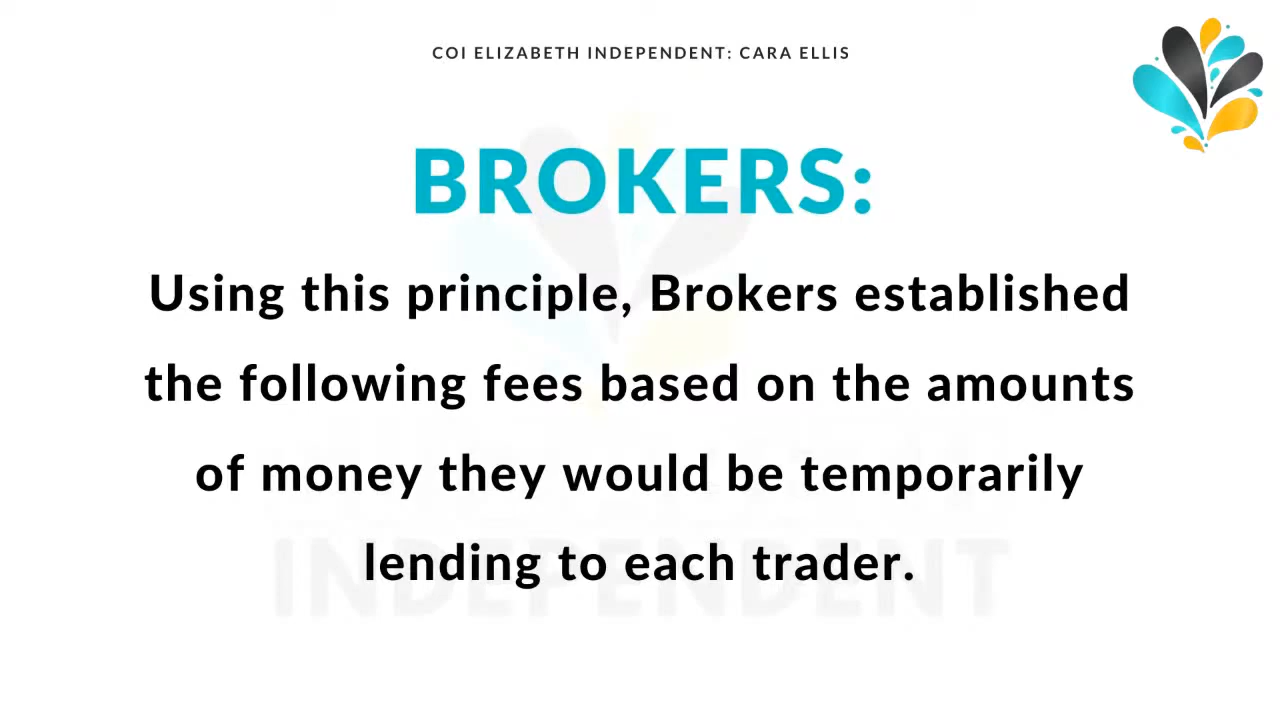 COI ELIZABETH INDEPENDENT: CARA ELLIS
BROKERS:
Using this principle, Brokers established
the following fees based on the amounts
of money they would be temporarily
lending to each trader.
INDEPENDENT